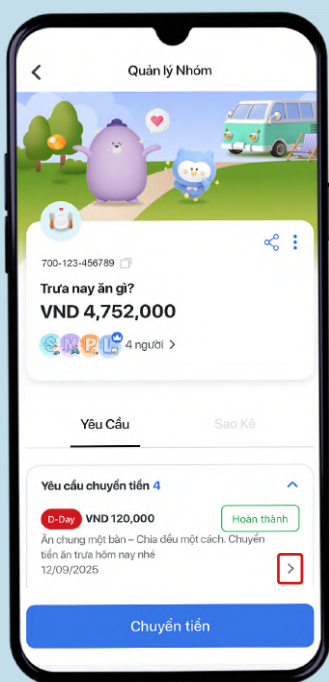 Quản lý Nhóm
700-123-456789
Trưa nay ăn gì?
VND 4,752,000
S M P L 4 người
Yêu Cầu Sao Kê
Yêu cầu chuyển tiền 4
D-Day VND 120,000 Hoàn thành
Ăn chung một bàn – Chia đều một cách. Chuyển
tiền ăn trưa hôm nay nhé
12/09/2025
Chuyển tiền